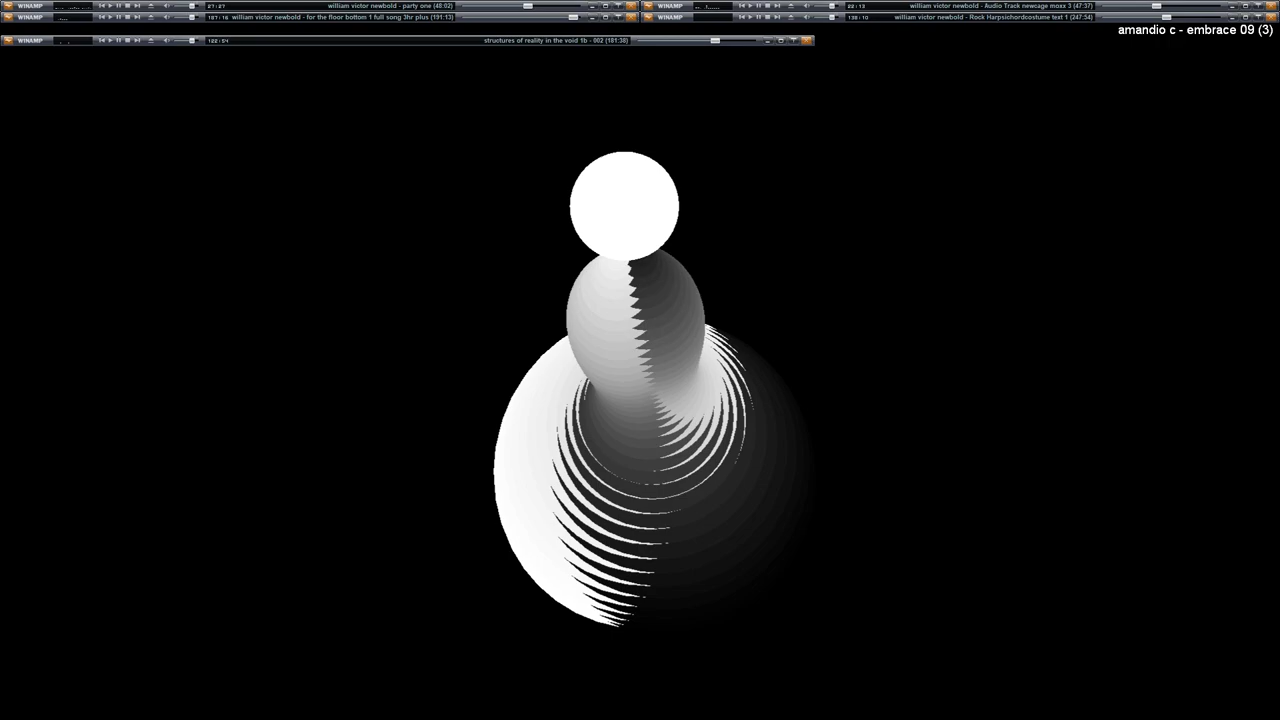 WINAMP 27:27 william victor newbold - party one (48:02)
WINAMP 22:13 william victor newbold - Audio Track newcage moxx 3 (47:37)
WINAMP 187:16 william victor newbold - for the floor bottom 1 full song 3hr plus (191:13)
WINAMP 138:10 william victor newbold - Rock Harpsichordcostume text 1 (247:54)
amandio c - embrace 09 (3)
WINAMP 122:54 structures of reality in the void 1b - 002 (181:38)